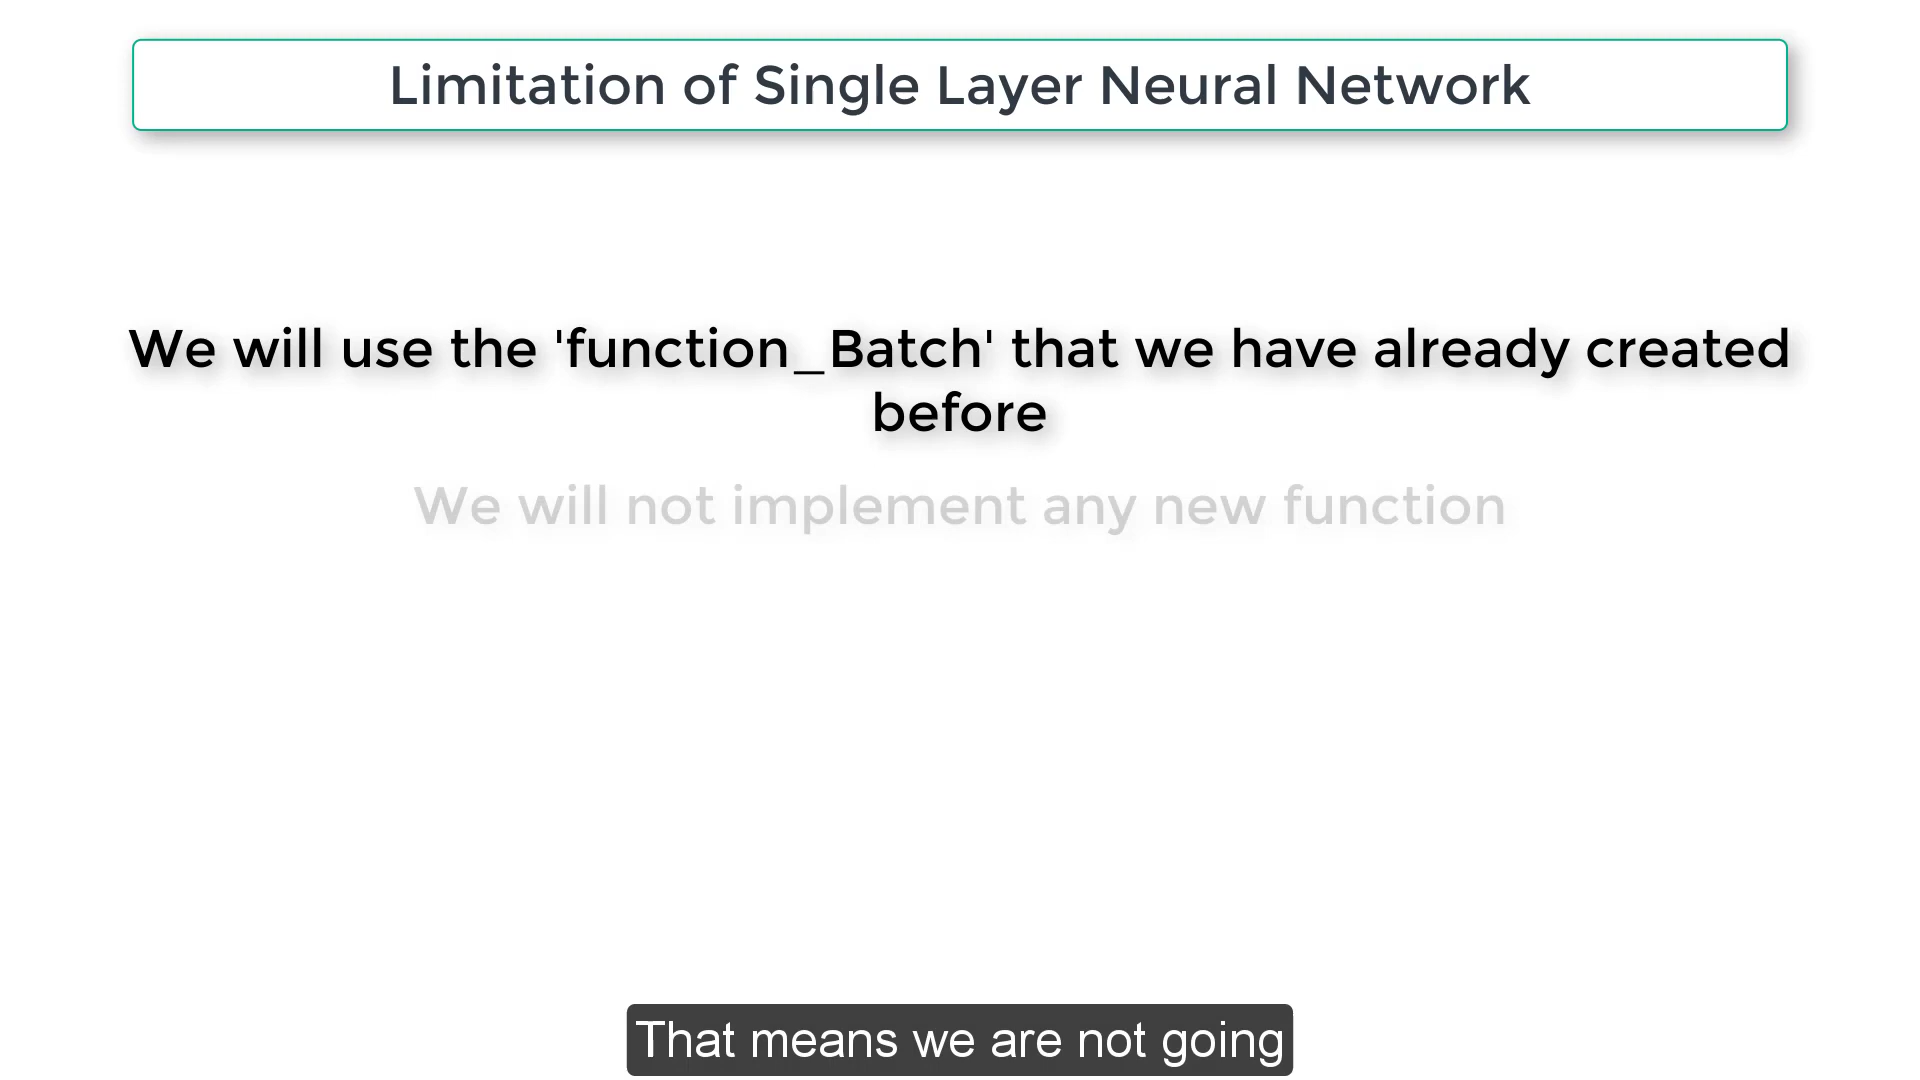 Limitation of Single Layer Neural Network
We will use the 'function_Batch' that we have already created
before
We will not implement any new function
That means we are not going